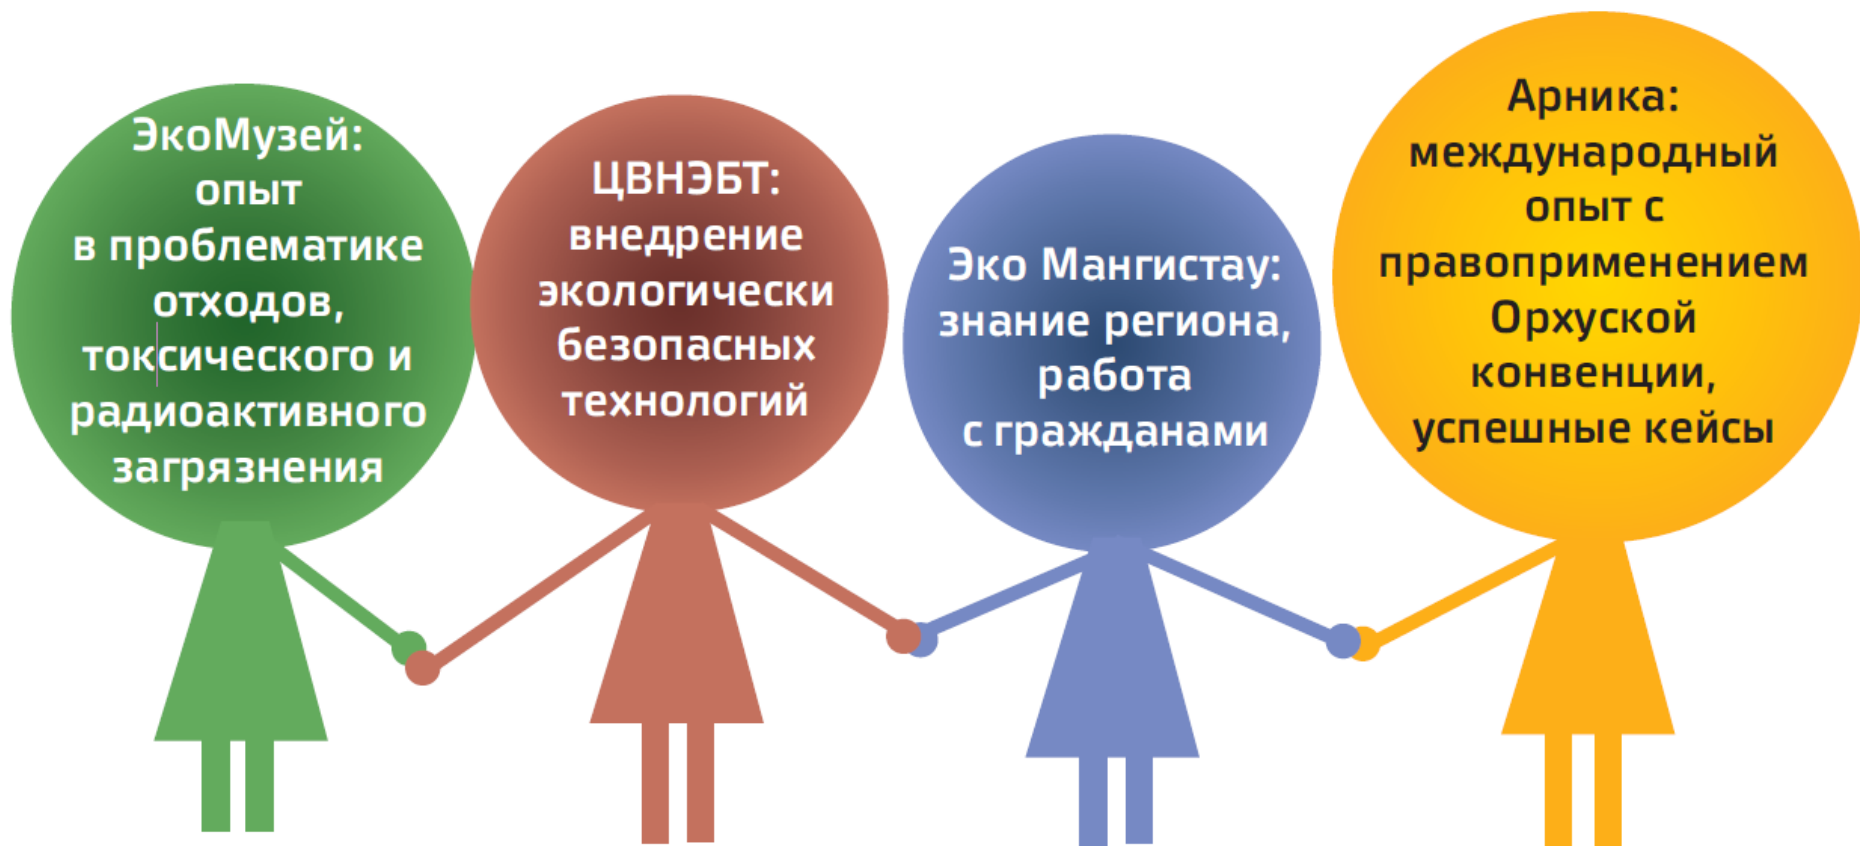 ЭкоМузей:
опыт
в проблематике
отходов,
токсического и
радиоактивного
загрязнения
ЦВНЭБТ:
внедрение
экологически
безопасных
технологий
Эко Мангистау:
знание региона,
работа
с гражданами
Арника:
международный
опыт с
правоприменением
Орхуской
конвенции,
успешные кейсы